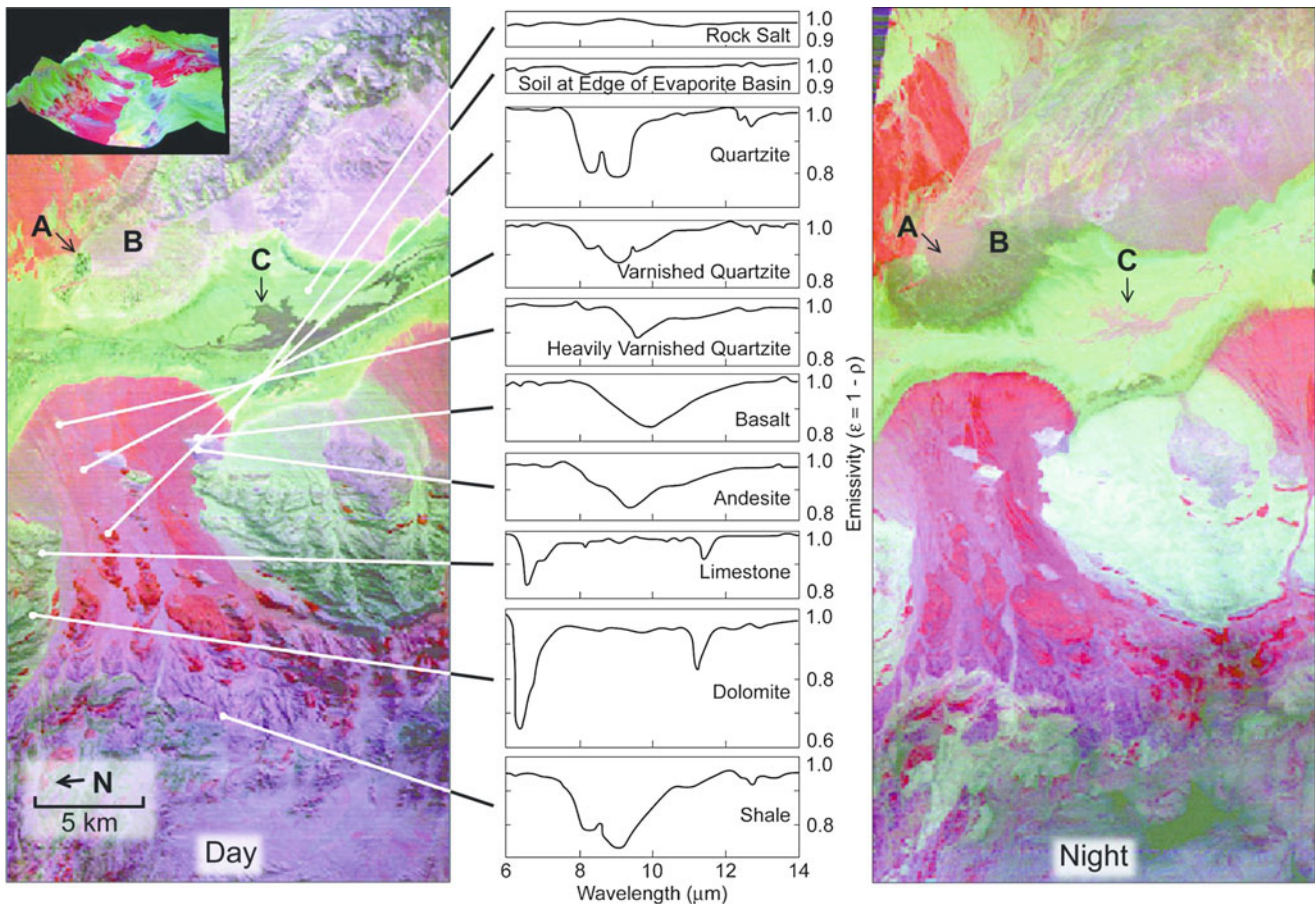 A
B
C
N
5 km
Day
1.0
Rock Salt
0.9
1.0
Soil at Edge of Evaporite Basin
0.9
1.0
Quartzite
0.8
1.0
Varnished Quartzite
0.8
1.0
Heavily Varnished Quartzite
0.8
1.0
Basalt
0.8
1.0
Andesite
0.8
1.0
Limestone
0.8
1.0
0.8
Dolomite
0.6
1.0
Shale
0.8
6 8 10 12 14
Wavelength (μm)
Emissivity (ε = 1 - ρ)
A
B
C
Night